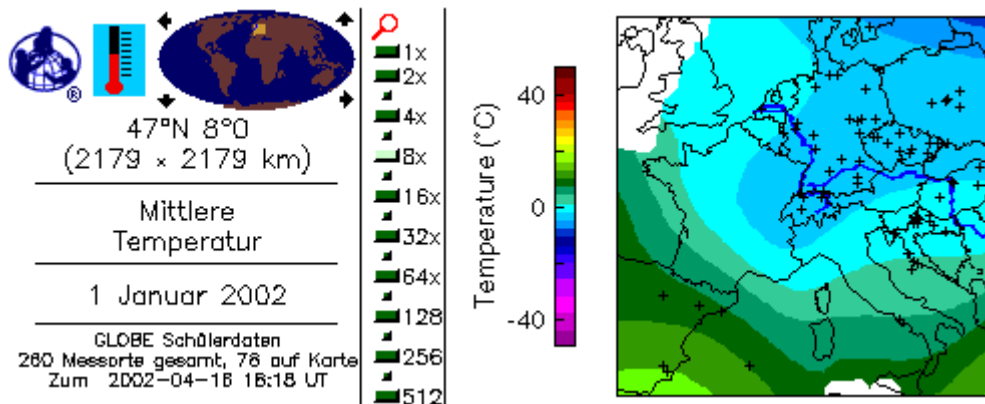 ®
47°N 8°O
(2179 × 2179 km)
Mittlere
Temperatur
1 Januar 2002
GLOBE Schülerdaten
260 Messorte gesamt, 76 auf Karte
Zum 2002-04-16 16:18 UT
1x
2x
4x
8x
16x
32x
64x
128
256
512
Temperature (°C)
40
0
-40